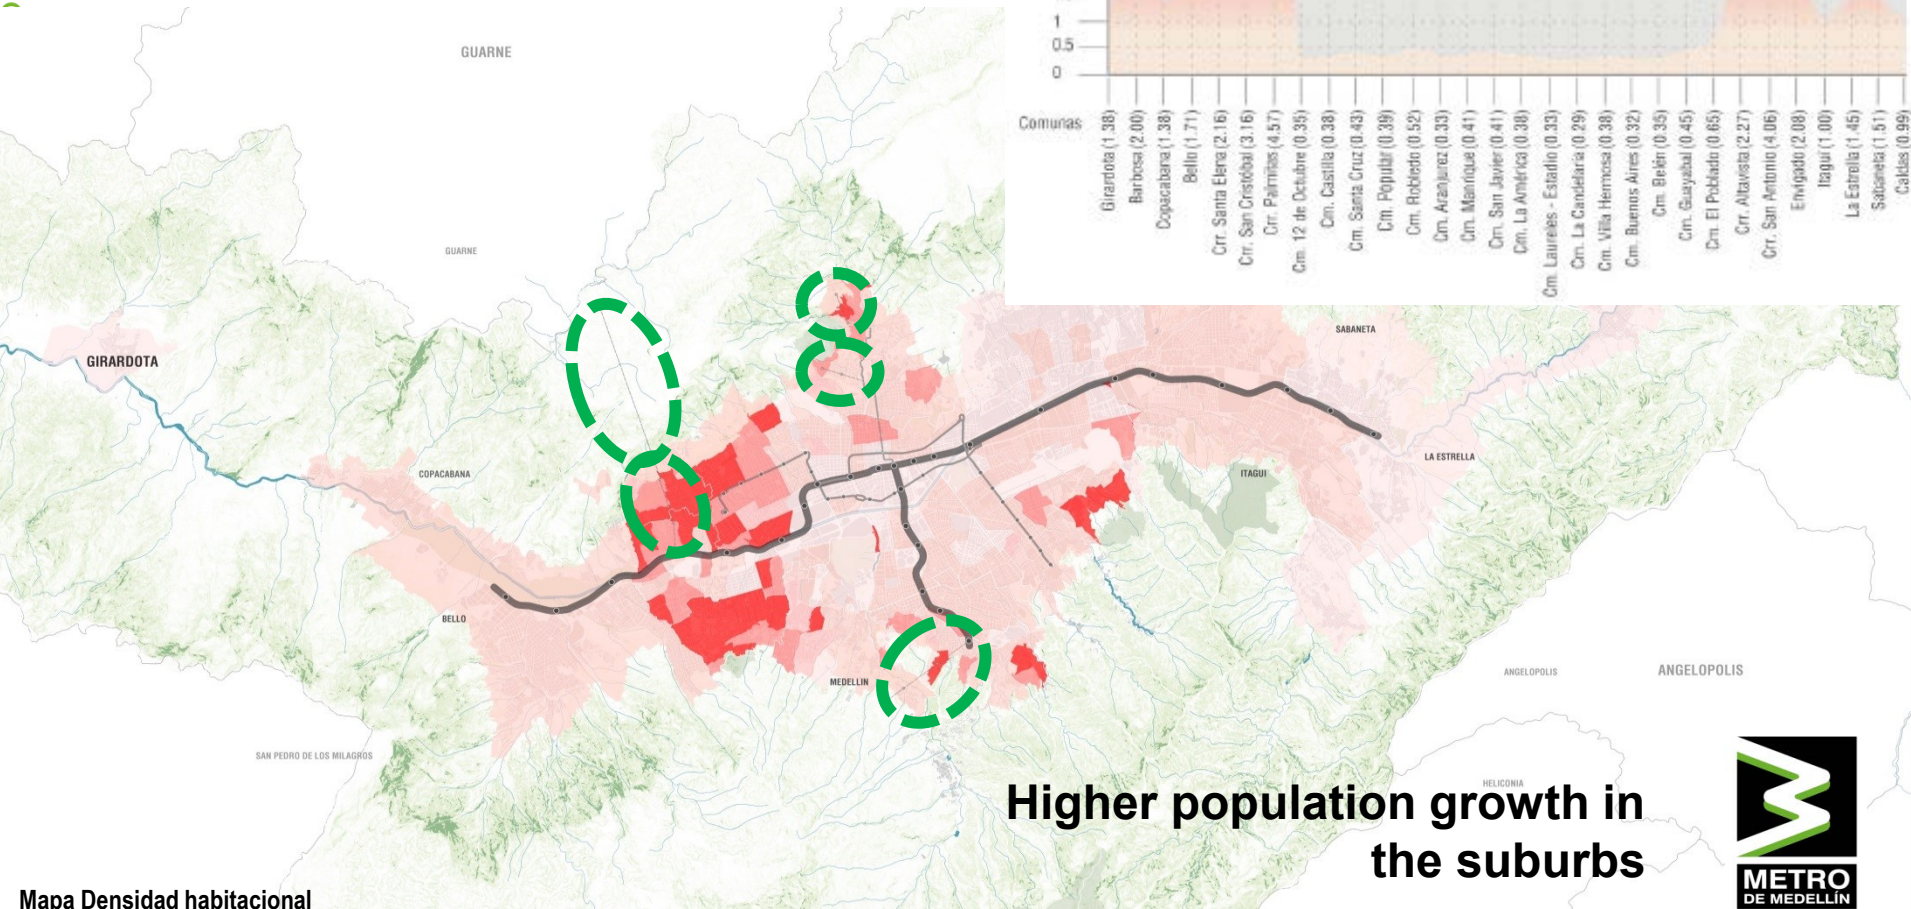 1
0.5
0
Comunas
Girardota (1.38)
Barbosa (2.00)
Copacabana (1.38)
Bello (1.71)
Crr. Santa Elena (2.16)
Crr. San Cristóbal (3.16)
Crr. Palmitas (4.57)
Cm. 12 de Octubre (0.35)
Cm. Castilla (0.38)
Cm. Santa Cruz (0.43)
Cm. Popular (0.39)
Cm. Robledo (0.52)
Cm. Aranjuez (0.33)
Cm. Manrique (0.41)
Cm. San Javier (0.41)
Cm. La América (0.38)
Cm. Laureles - Estadio (0.33)
Cm. La Candelaria (0.29)
Cm. Villa Hermosa (0.38)
Cm. Buenos Aires (0.32)
Cm. Belén (0.35)
Cm. Guayabal (0.45)
Cm. El Poblado (0.65)
Crr. Altavista (2.27)
Crr. San Antonio (4.06)
Envigado (2.08)
Itagüí (1.00)
La Estrella (1.45)
Sabaneta (1.51)
Caldas (0.99)
GUARNE
GUARNE
SABANETA
GIRARDOTA
LA ESTRELLA
COPACABANA
ITAGUI
BELLO
MEDELLIN
ANGELOPOLIS
ANGELOPOLIS
SAN PEDRO DE LOS MILAGROS
HELICONIA
Higher population growth in
the suburbs
METRO
DE MEDELLÍN
Mapa Densidad habitacional